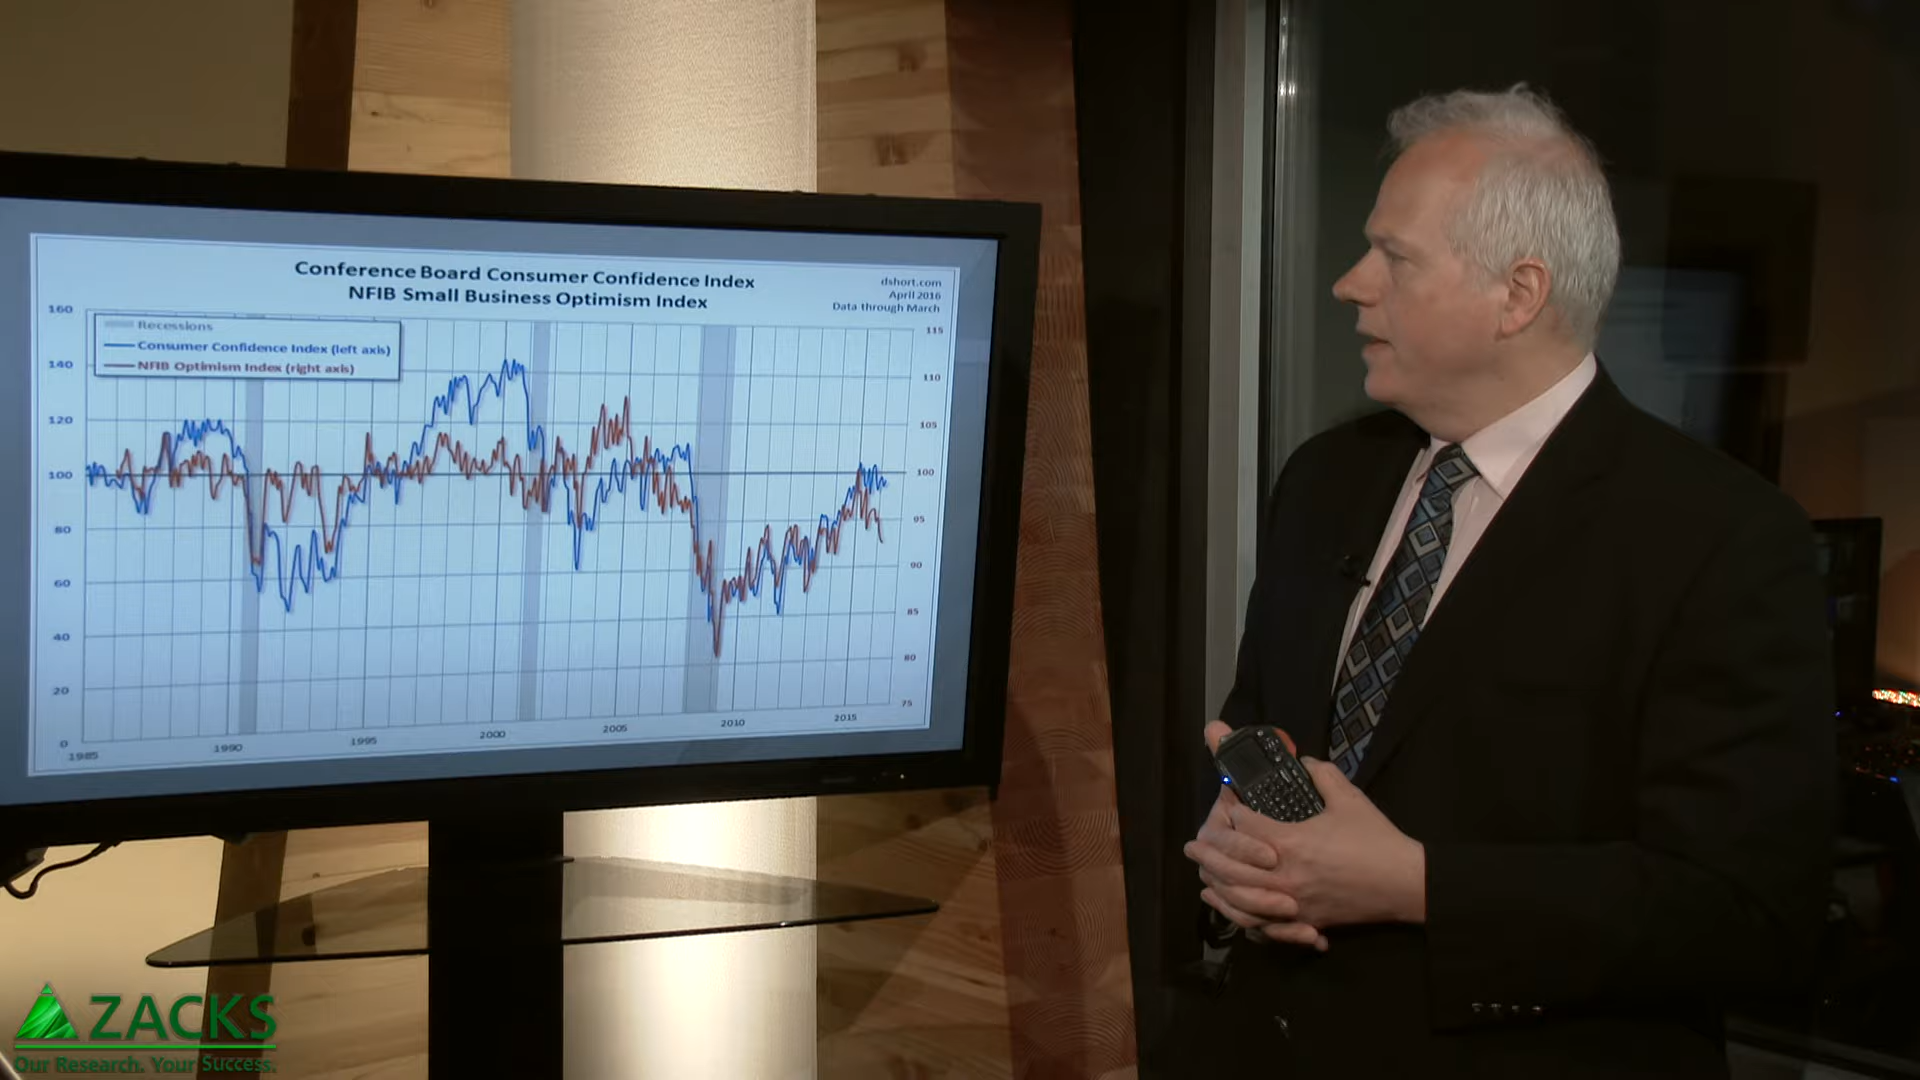 Conference Board Consumer Confidence Index
NFIB Small Business Optimism Index
dshort.com
April 2016
Data through March
Recessions
Consumer Confidence Index (left axis)
NFIB Optimism Index (right axis)
160
140
120
100
80
60
40
20
0
115
110
105
100
95
90
85
80
75
1985
1990
1995
2000
2005
2010
2015
ZACKS
Our Research. Your Success.